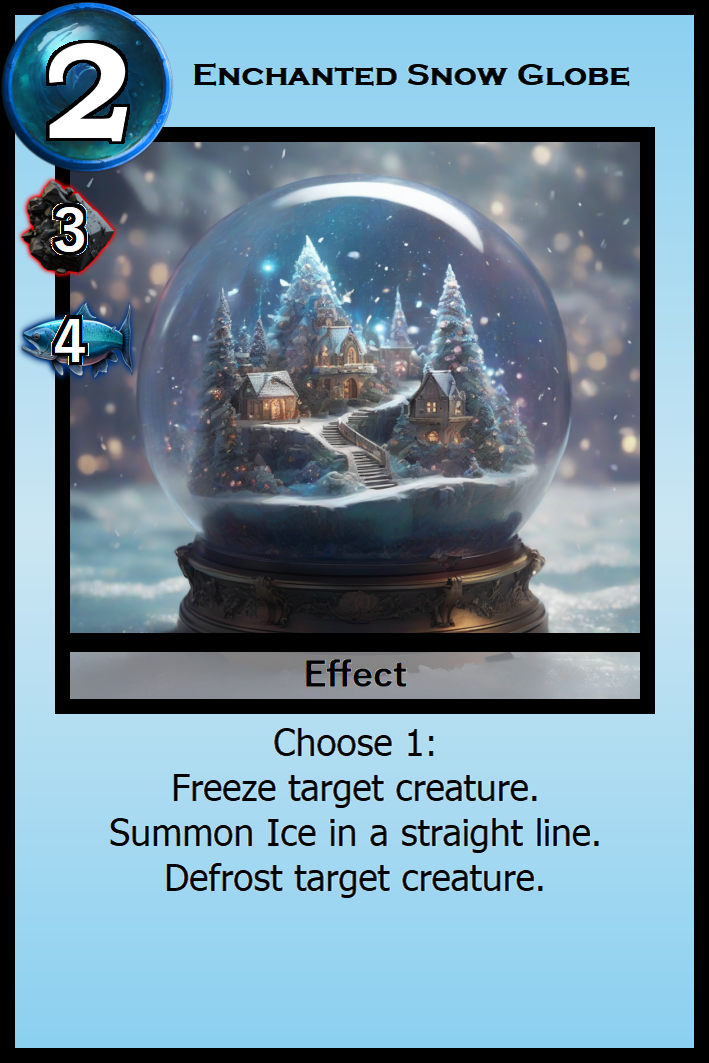 2
Enchanted Snow Globe
3
4
Effect
Choose 1:
Freeze target creature.
Summon Ice in a straight line.
Defrost target creature.